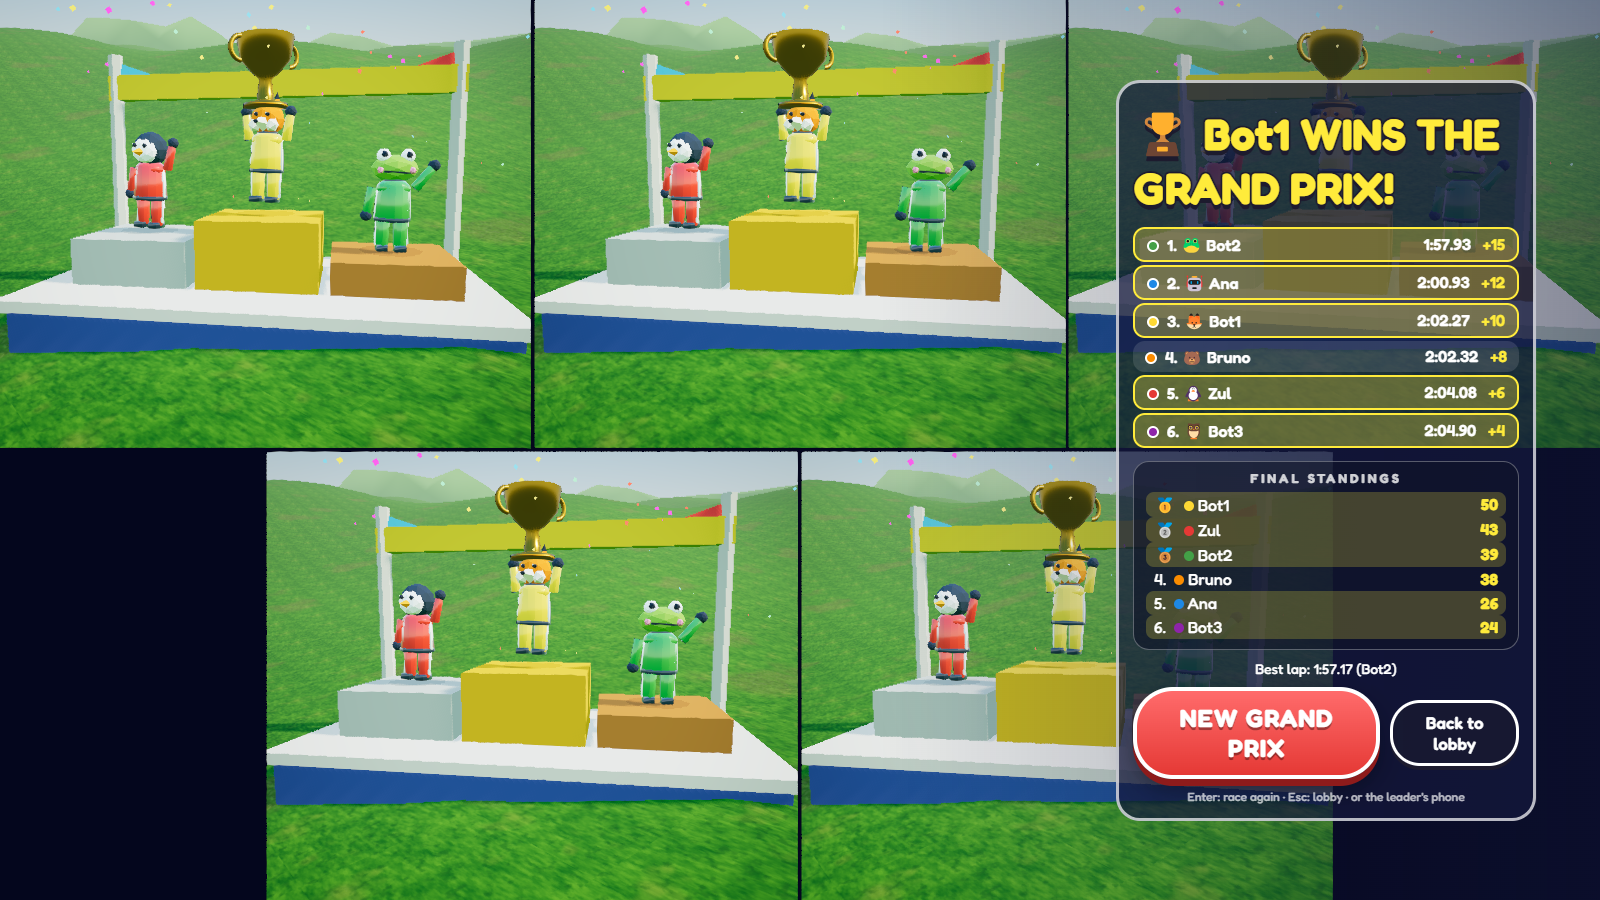 Bot1 WINS THE
GRAND PRIX!
1. Bot2 1:57.93 +15
2. Ana 2:00.93 +12
3. Bot1 2:02.27 +10
4. Bruno 2:02.32 +8
5. Zul 2:04.08 +6
6. Bot3 2:04.90 +4
FINAL STANDINGS
1 Bot1 50
2 Zul 43
3 Bot2 39
4. Bruno 38
5. Ana 26
6. Bot3 24
Best lap: 1:57.17 (Bot2)
NEW GRAND
PRIX
Back to
lobby
Enter: race again · Esc: lobby · or the leader's phone